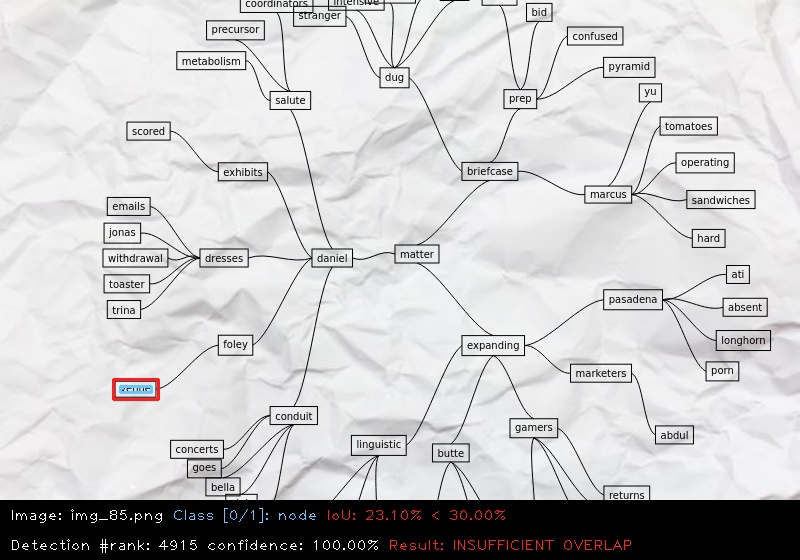 coordinators
stranger
bid
precursor
confused
metabolism
pyramid
dug
yu
salute
prep
tomatoes
scored
operating
exhibits
briefcase
marcus
sandwiches
emails
jonas
hard
withdrawal
dresses
daniel
matter
toaster
ati
trina
pasadena
absent
foley
expanding
longhorn
marketers
porn
conduit
gamers
abdul
concerts
linguistic
butte
goes
bella
returns
Image: img_85.png Class [0/1]: node IoU: 23.10% < 30.00%
Detection #rank: 4915 confidence: 100.00% Result: INSUFFICIENT OVERLAP